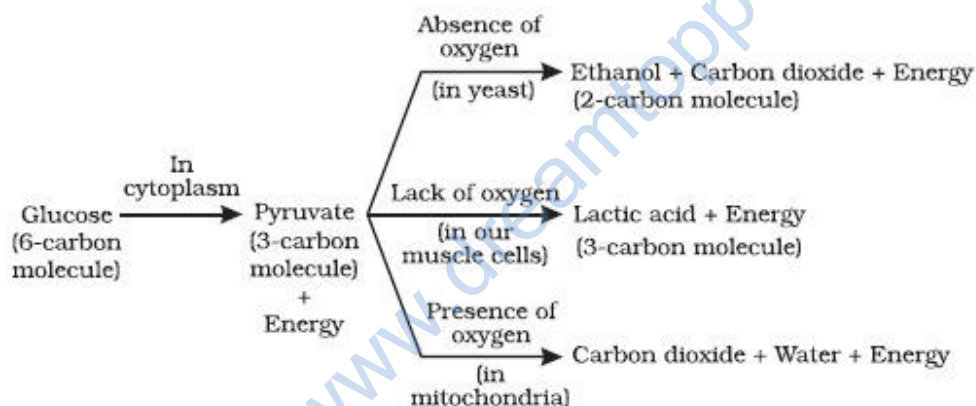 Absence of
oxygen
(in yeast)
Ethanol + Carbon dioxide + Energy
(2-carbon molecule)
In
cytoplasm
Glucose
(6-carbon
molecule)
Pyruvate
(3-carbon
molecule)
+
Energy
Lack of oxygen
(in our
muscle cells)
Lactic acid + Energy
(3-carbon molecule)
Presence of
oxygen
(in
mitochondria)
Carbon dioxide + Water + Energy
www.dreamtopp